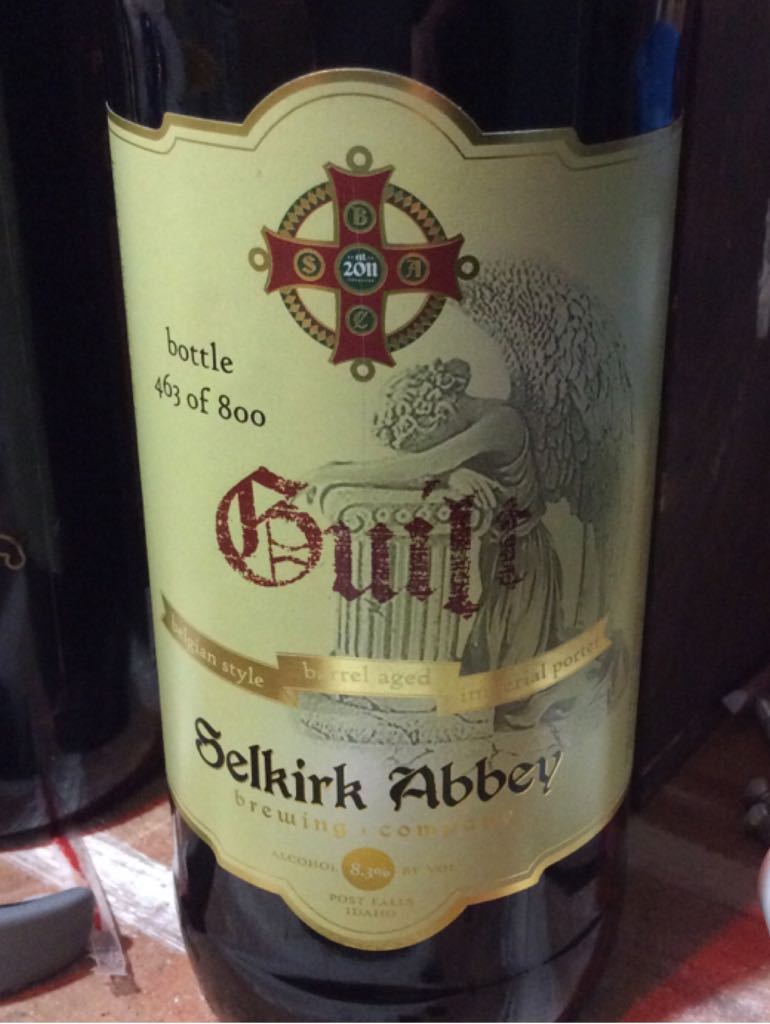 B
S
est.
2011
A
C
bottle
463 of 800
Guilt
belgian style barrel aged imperial porter
Selkirk Abbey
brewing . company
ALCOHOL 8.3% BY VOL
POST FALLS
IDAHO